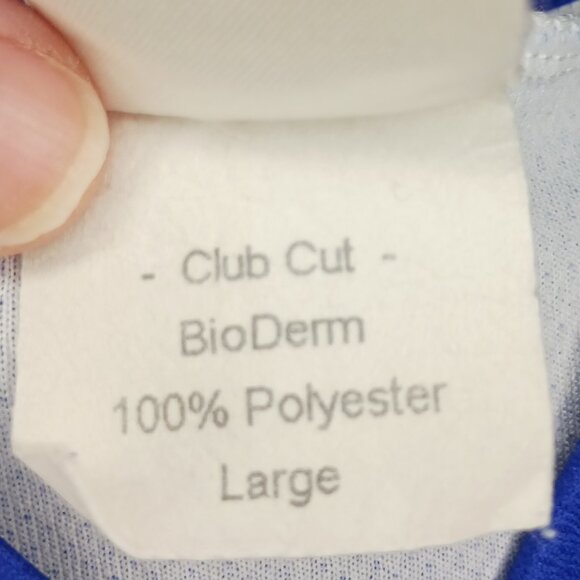 - Club Cut -
BioDerm
100% Polyester
Large